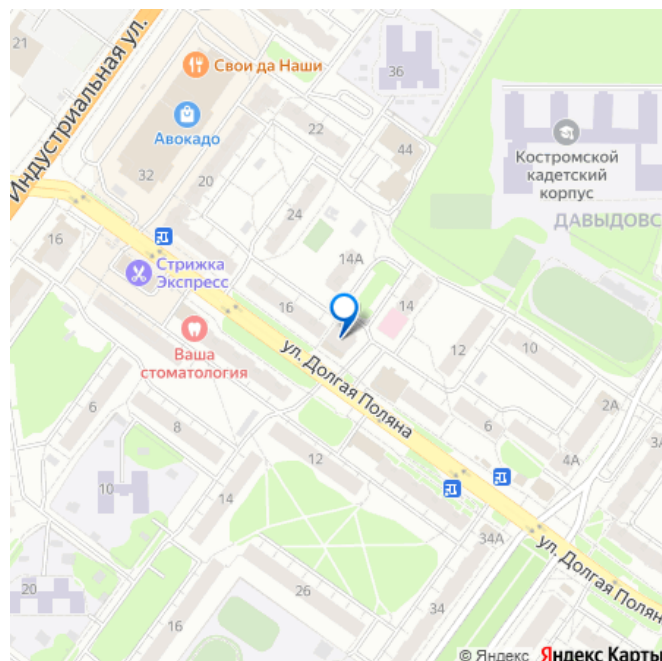 Индустриальная ул.
21
Свои да Наши
36
Авокадо
22
44
Костромской
кадетский
корпус
32
20
ДАВЫДОВС
24
16
14А
Стрижка
Экспресс
16
14
Ваша
стоматология
ул. Долгая Поляна
12
10
2А
6
6
8
12
4А
3А
10
14
34А
ул. Долгая Поляна
20
26
34
16
© Яндекс Яндекс Карты